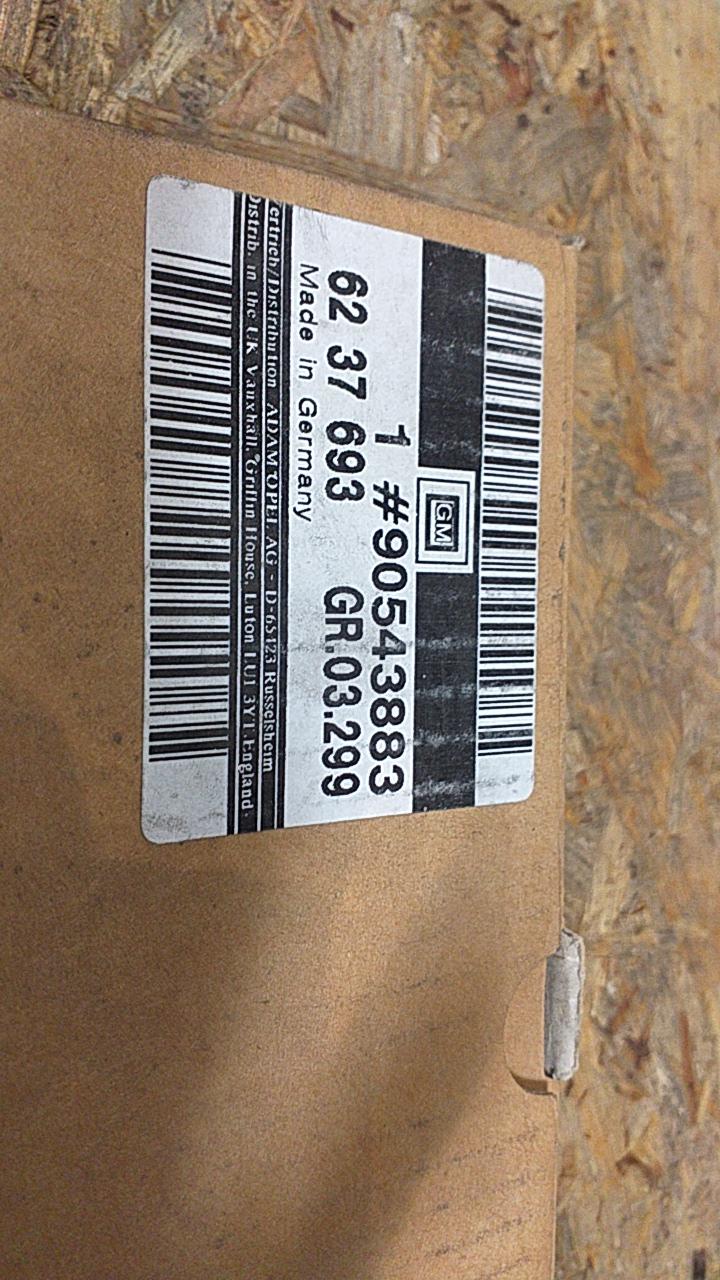 GM
1 #90543883
62 37 693 GR.03.299
Made in Germany
Vertrieb/Distribution ADAM OPEL AG - D-65423 Russelsheim
Distrib. in the UK Vauxhall, Griffin House, Luton LU1 3YT England.